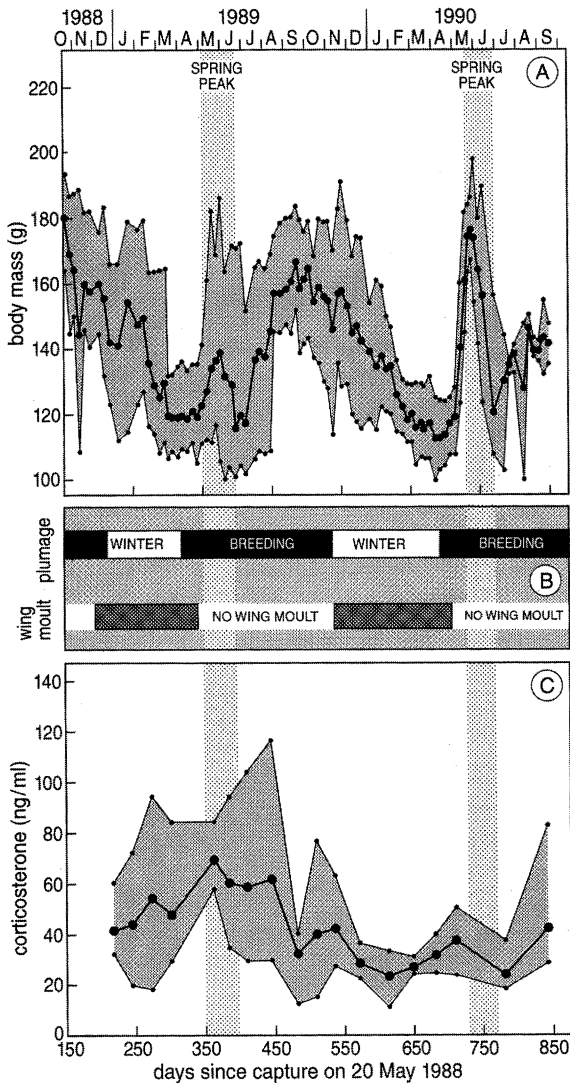 1988 1989 1990
O N D J F M A M J J A S O N D J F M A M J J A S
SPRING PEAK
SPRING PEAK
A
220
200
180
160
140
120
100
body mass (g)
plumage
WINTER BREEDING WINTER BREEDING
B
wing moult
NO WING MOULT NO WING MOULT
C
140
120
100
80
60
40
20
0
corticosterone (ng/ml)
150 250 350 450 550 650 750 850
days since capture on 20 May 1988